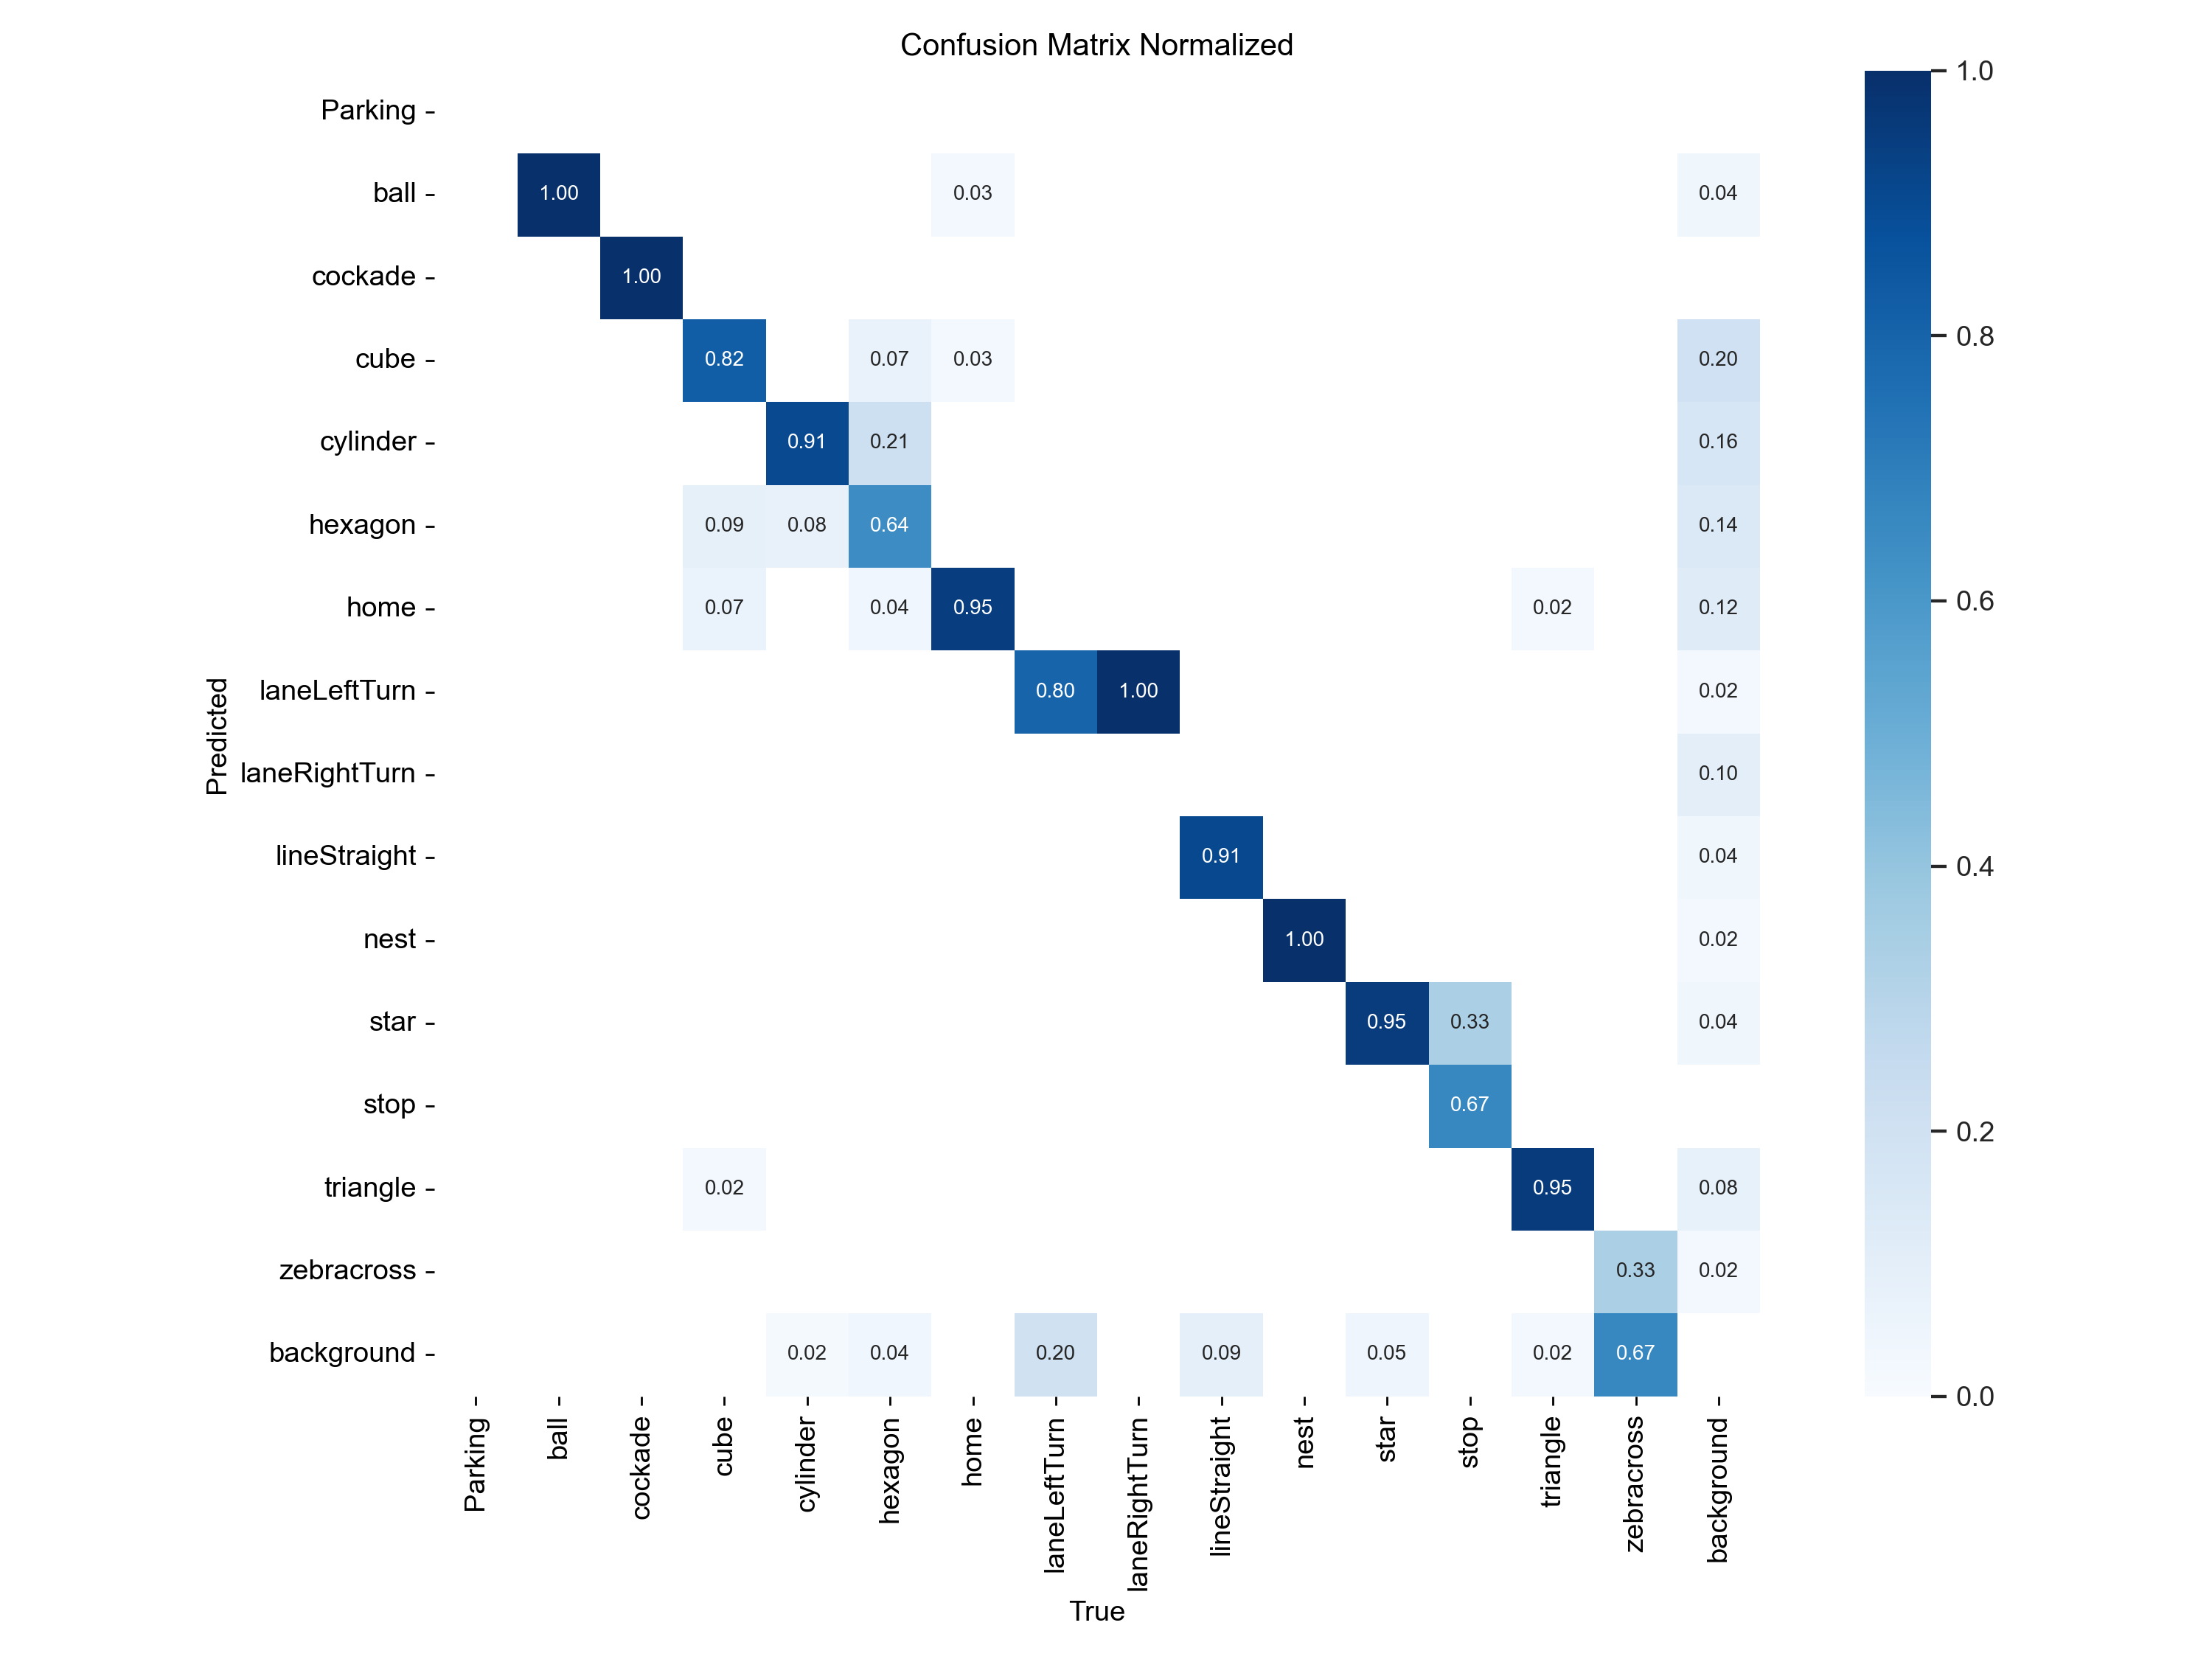 Confusion Matrix Normalized
1.0
Parking
ball 1.00 0.03 0.04
cockade 1.00
cube 0.82 0.07 0.03 0.20
0.8
cylinder 0.91 0.21 0.16
hexagon 0.09 0.08 0.64 0.14
home 0.07 0.04 0.95 0.02 0.12
0.6
laneLeftTurn 0.80 1.00 0.02
Predicted
laneRightTurn 0.10
lineStraight 0.91 0.04
0.4
nest 1.00 0.02
star 0.95 0.33 0.04
stop 0.67
0.2
triangle 0.02 0.95 0.08
zebracross 0.33 0.02
background 0.02 0.04 0.20 0.09 0.05 0.02 0.67
0.0
Parking
ball
cockade
cube
cylinder
hexagon
home
laneLeftTurn
laneRightTurn
lineStraight
nest
star
stop
triangle
zebracross
background
True